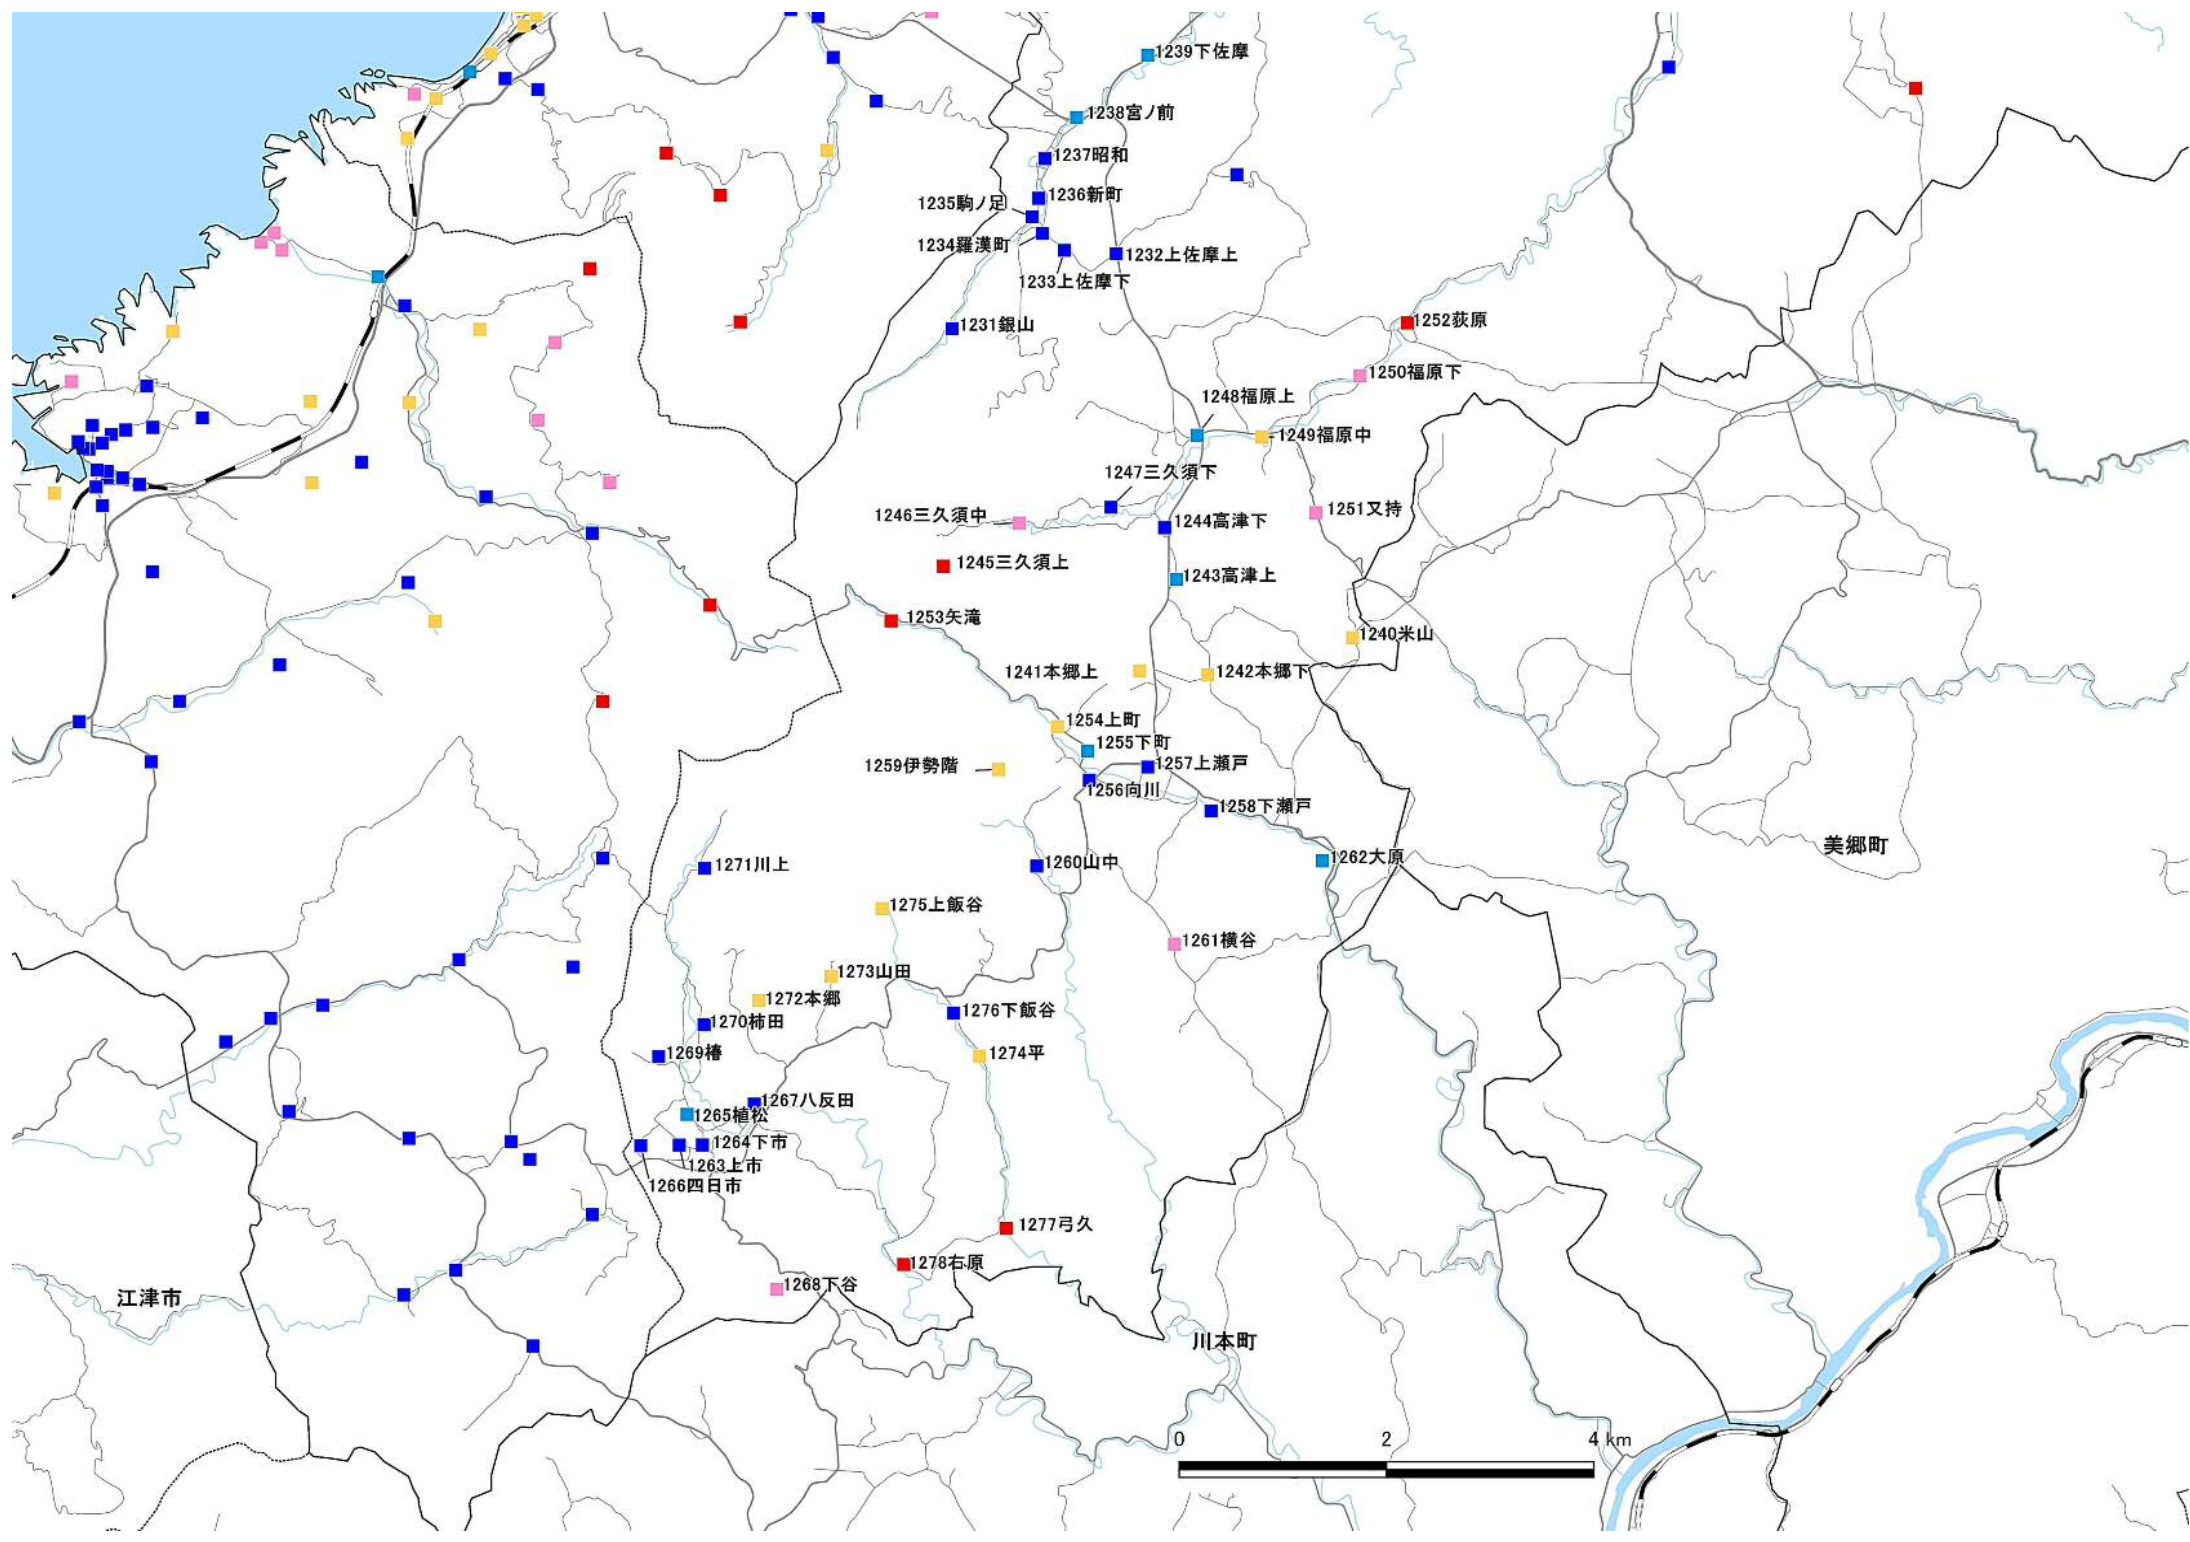 1239下佐摩
1238宮ノ前
1237昭和
1236新町
1235駒ノ足
1234羅漢町
1232上佐摩上
1233上佐摩下
1231銀山
1252荻原
1250福原下
1248福原上
1249福原中
1247三久須下
1246三久須中
1251又持
1244高津下
1245三久須上
1243高津上
1253矢滝
1240米山
1241本郷上
1242本郷下
1254上町
1255下町
1259伊勢階
1257上瀬戸
1256向川
1258下瀬戸
美郷町
1262大原
1260山中
1271川上
1275上飯谷
1261横谷
1273山田
1272本郷
1276下飯谷
1270柿田
1269椿
1274平
1267八反田
1265植松
1264下市
1263上市
1266四日市
1277弓久
1278右原
1268下谷
江津市
川本町
0 2 4 km